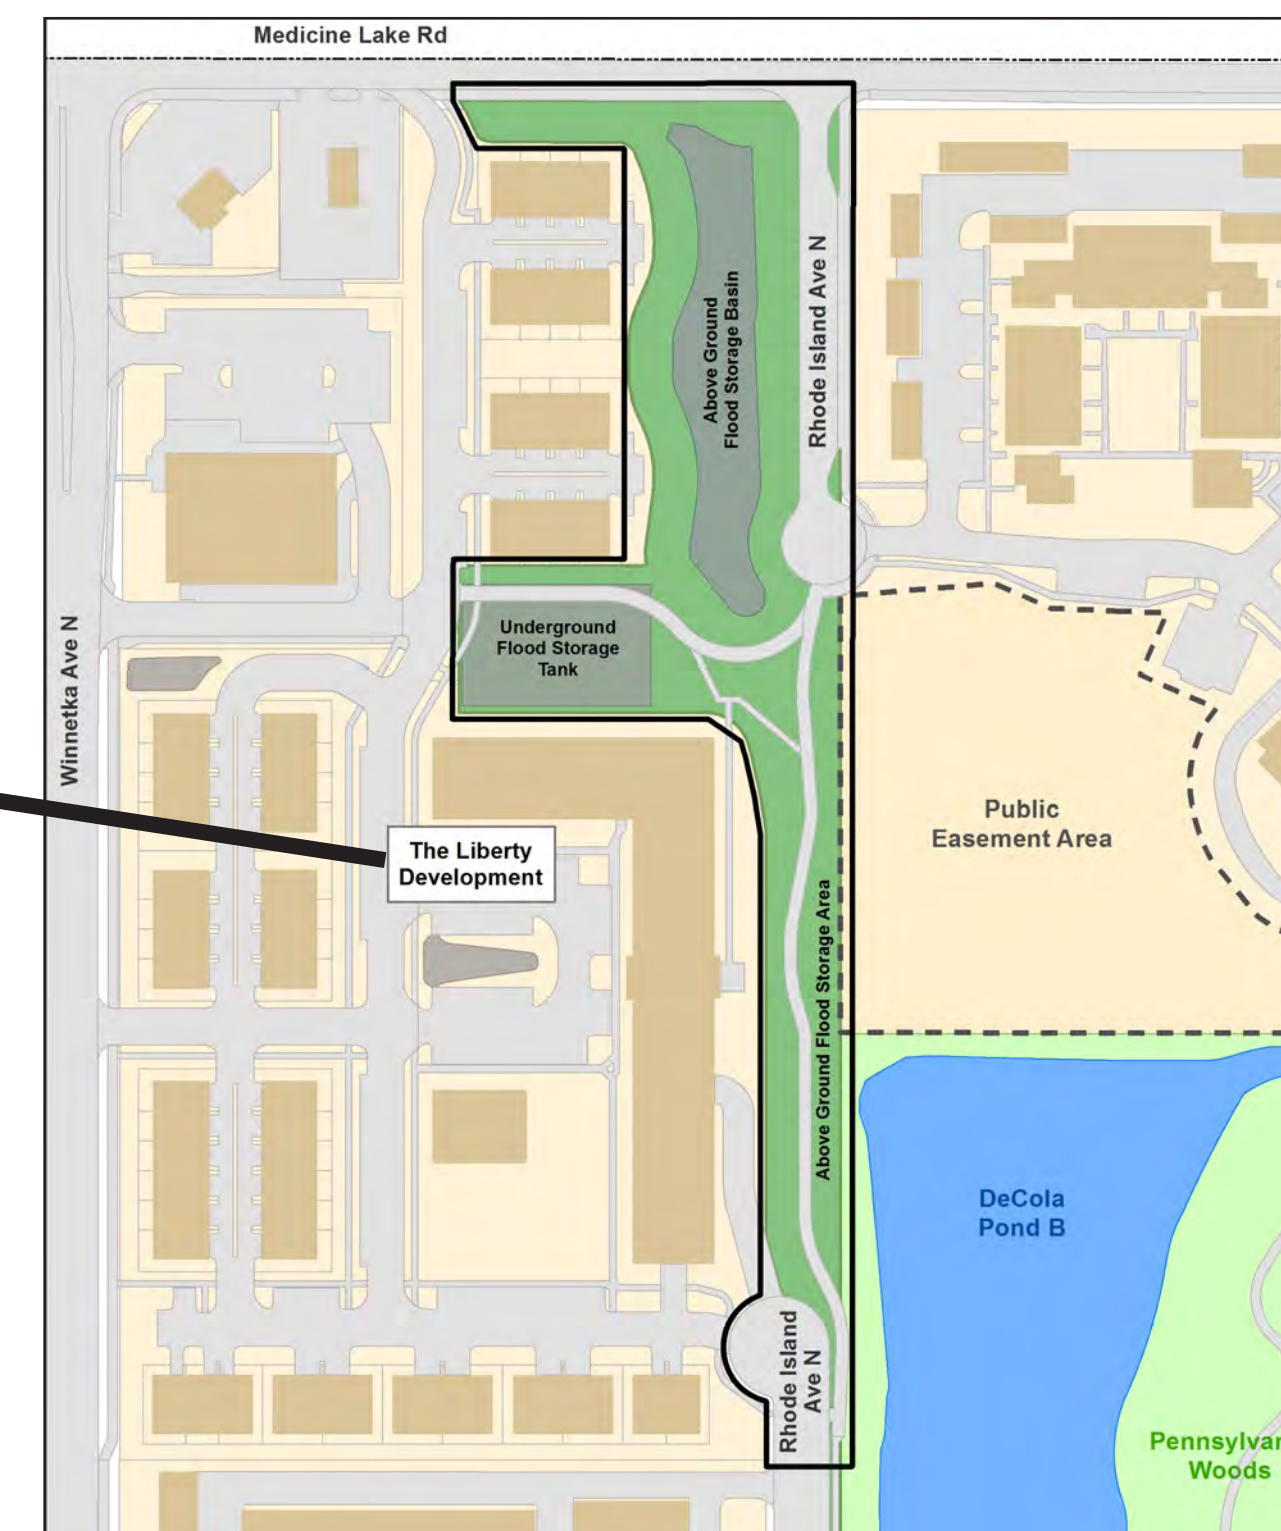 Medicine Lake Rd
Rhode Island Ave N
Above Ground
Flood Storage Basin
Underground
Flood Storage
Tank
Winnetka Ave N
Public
Easement Area
The Liberty
Development
Above Ground Flood Storage Area
DeCola
Pond B
Rhode Island
Ave N
Woods